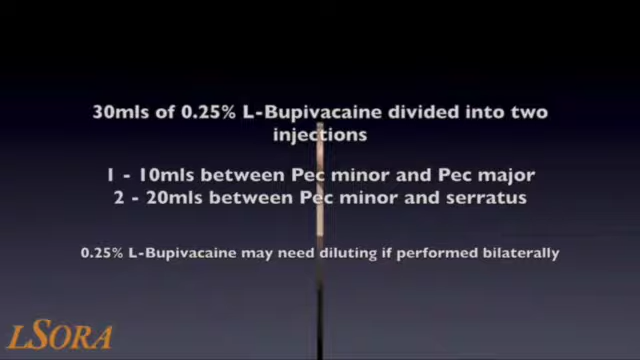 30mls of 0.25% L-Bupivacaine divided into two
injections
1 - 10mls between Pec minor and Pec major
2 - 20mls between Pec minor and serratus
0.25% L-Bupivacaine may need diluting if performed bilaterally
LSORA